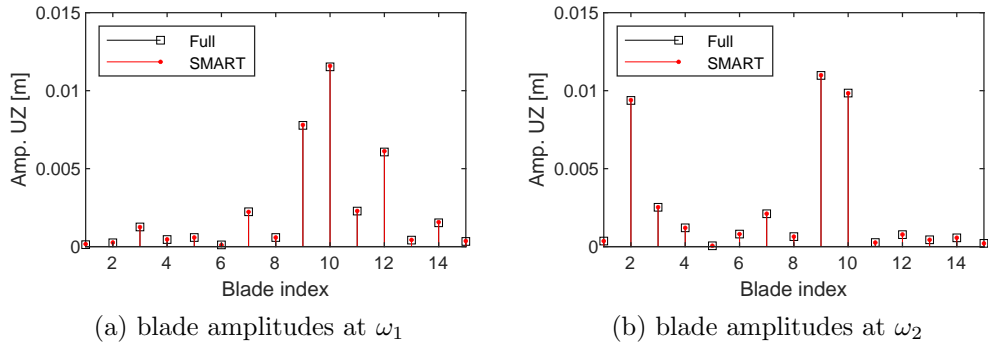 0.015
Full
SMART
0.01
0.005
0
Amp. UZ [m]
2 4 6 8 10 12 14
Blade index
(a) blade amplitudes at ω₁
0.015
Full
SMART
0.01
0.005
0
Amp. UZ [m]
2 4 6 8 10 12 14
Blade index
(b) blade amplitudes at ω₂